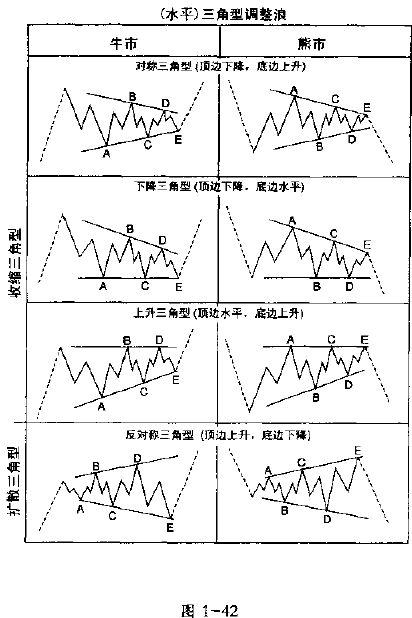 (水平)三角型调整浪
牛市 熊市
对称三角型(顶边下降，底边上升)
B D A C E
A C E B D
下降三角型(顶边下降，底边水平)
B D A C E
A C E B D
收缩三角型
上升三角型(顶边水平，底边上升)
B D A C E
A C E B D
反对称三角型(顶边上升，底边下降)
B D A C E
A C E B D
扩散三角型
图 1-42